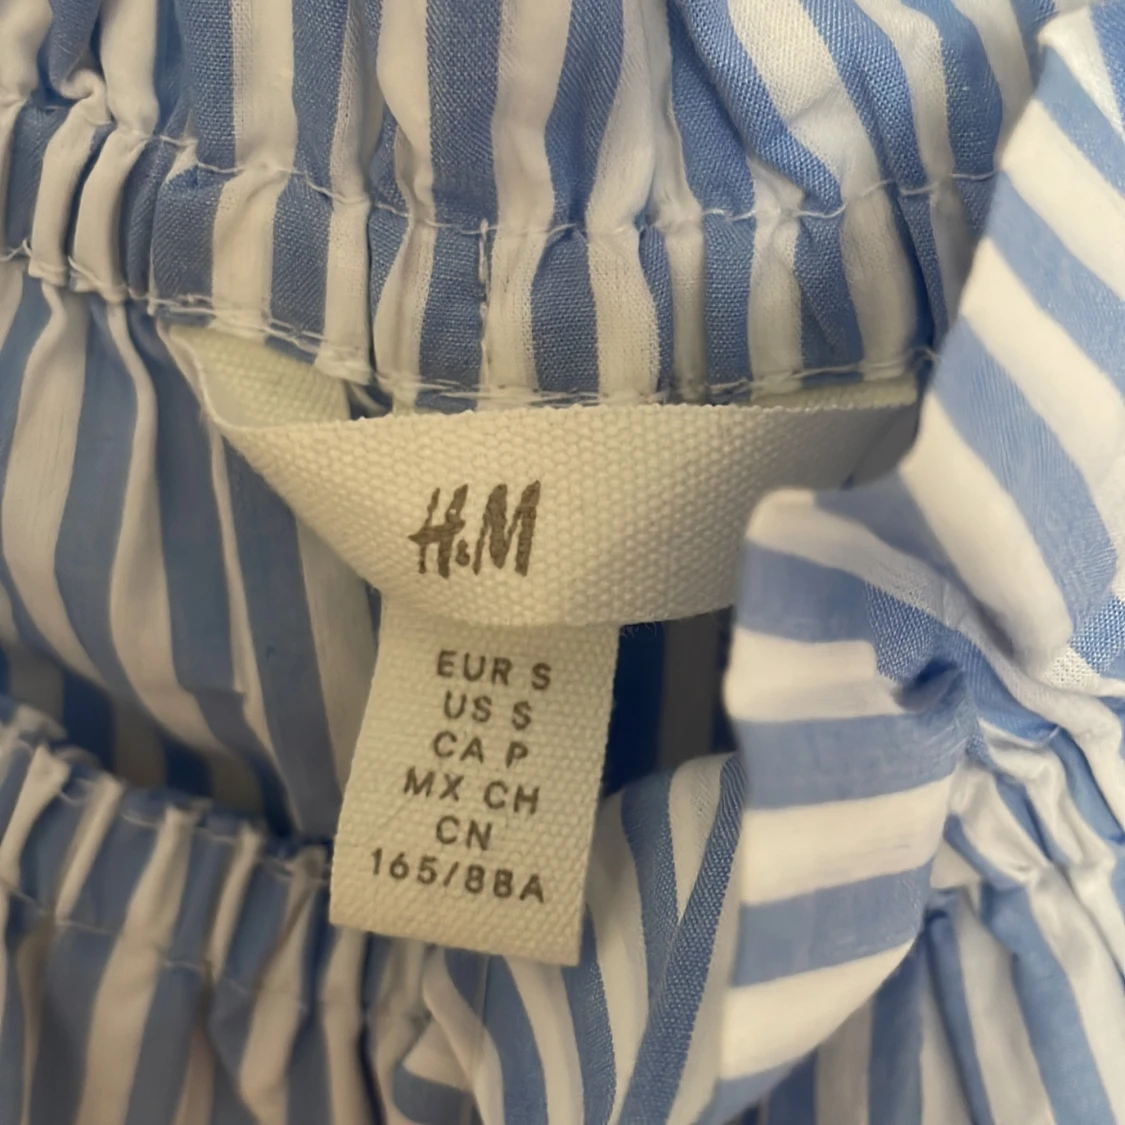 H&M
EUR S
US S
CA P
MX CH
CN
165/88A